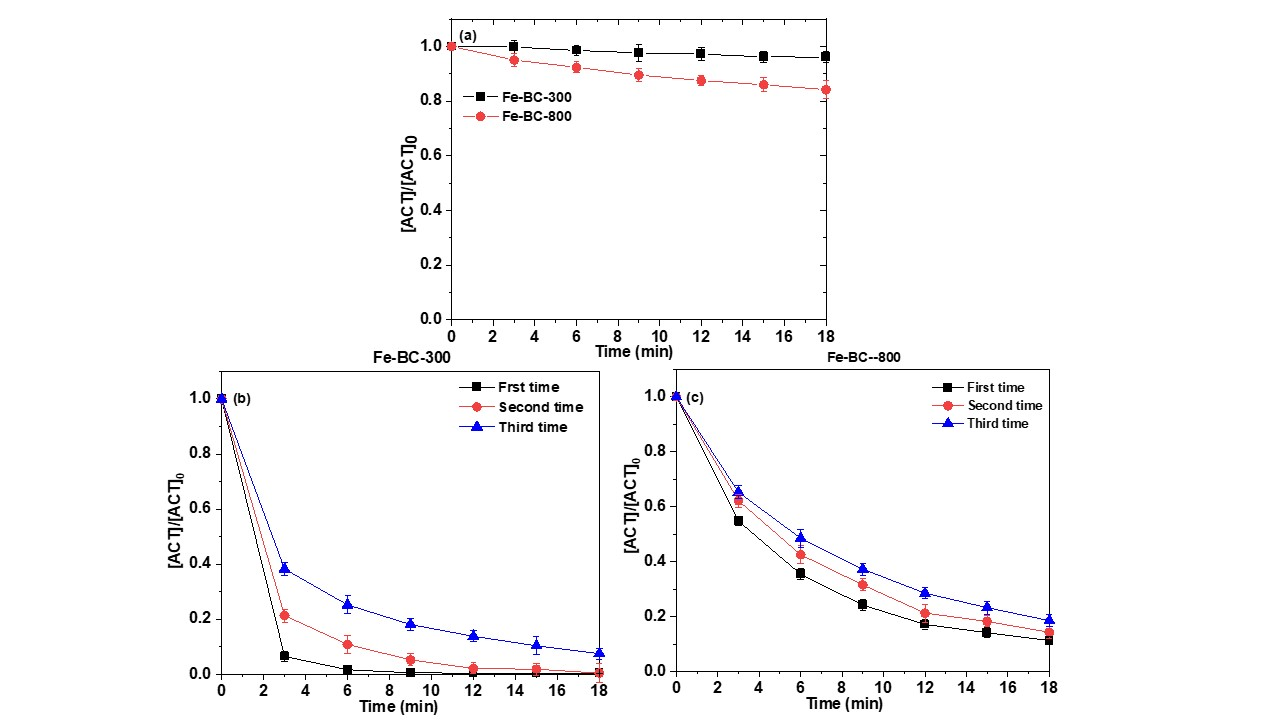 (a)
1.0
0.8
0.6
0.4
0.2
0.0
[ACT]/[ACT]0
Fe-BC-300
Fe-BC-800
0 2 4 6 8 10 12 14 16 18
Time (min)
Fe-BC-300
(b)
1.0
0.8
0.6
0.4
0.2
0.0
[ACT]/[ACT]0
Frst time
Second time
Third time
0 2 4 6 8 10 12 14 16 18
Time (min)
Fe-BC--800
(c)
1.0
0.8
0.6
0.4
0.2
0.0
[ACT]/[ACT]0
First time
Second time
Third time
0 2 4 6 8 10 12 14 16 18
Time (min)